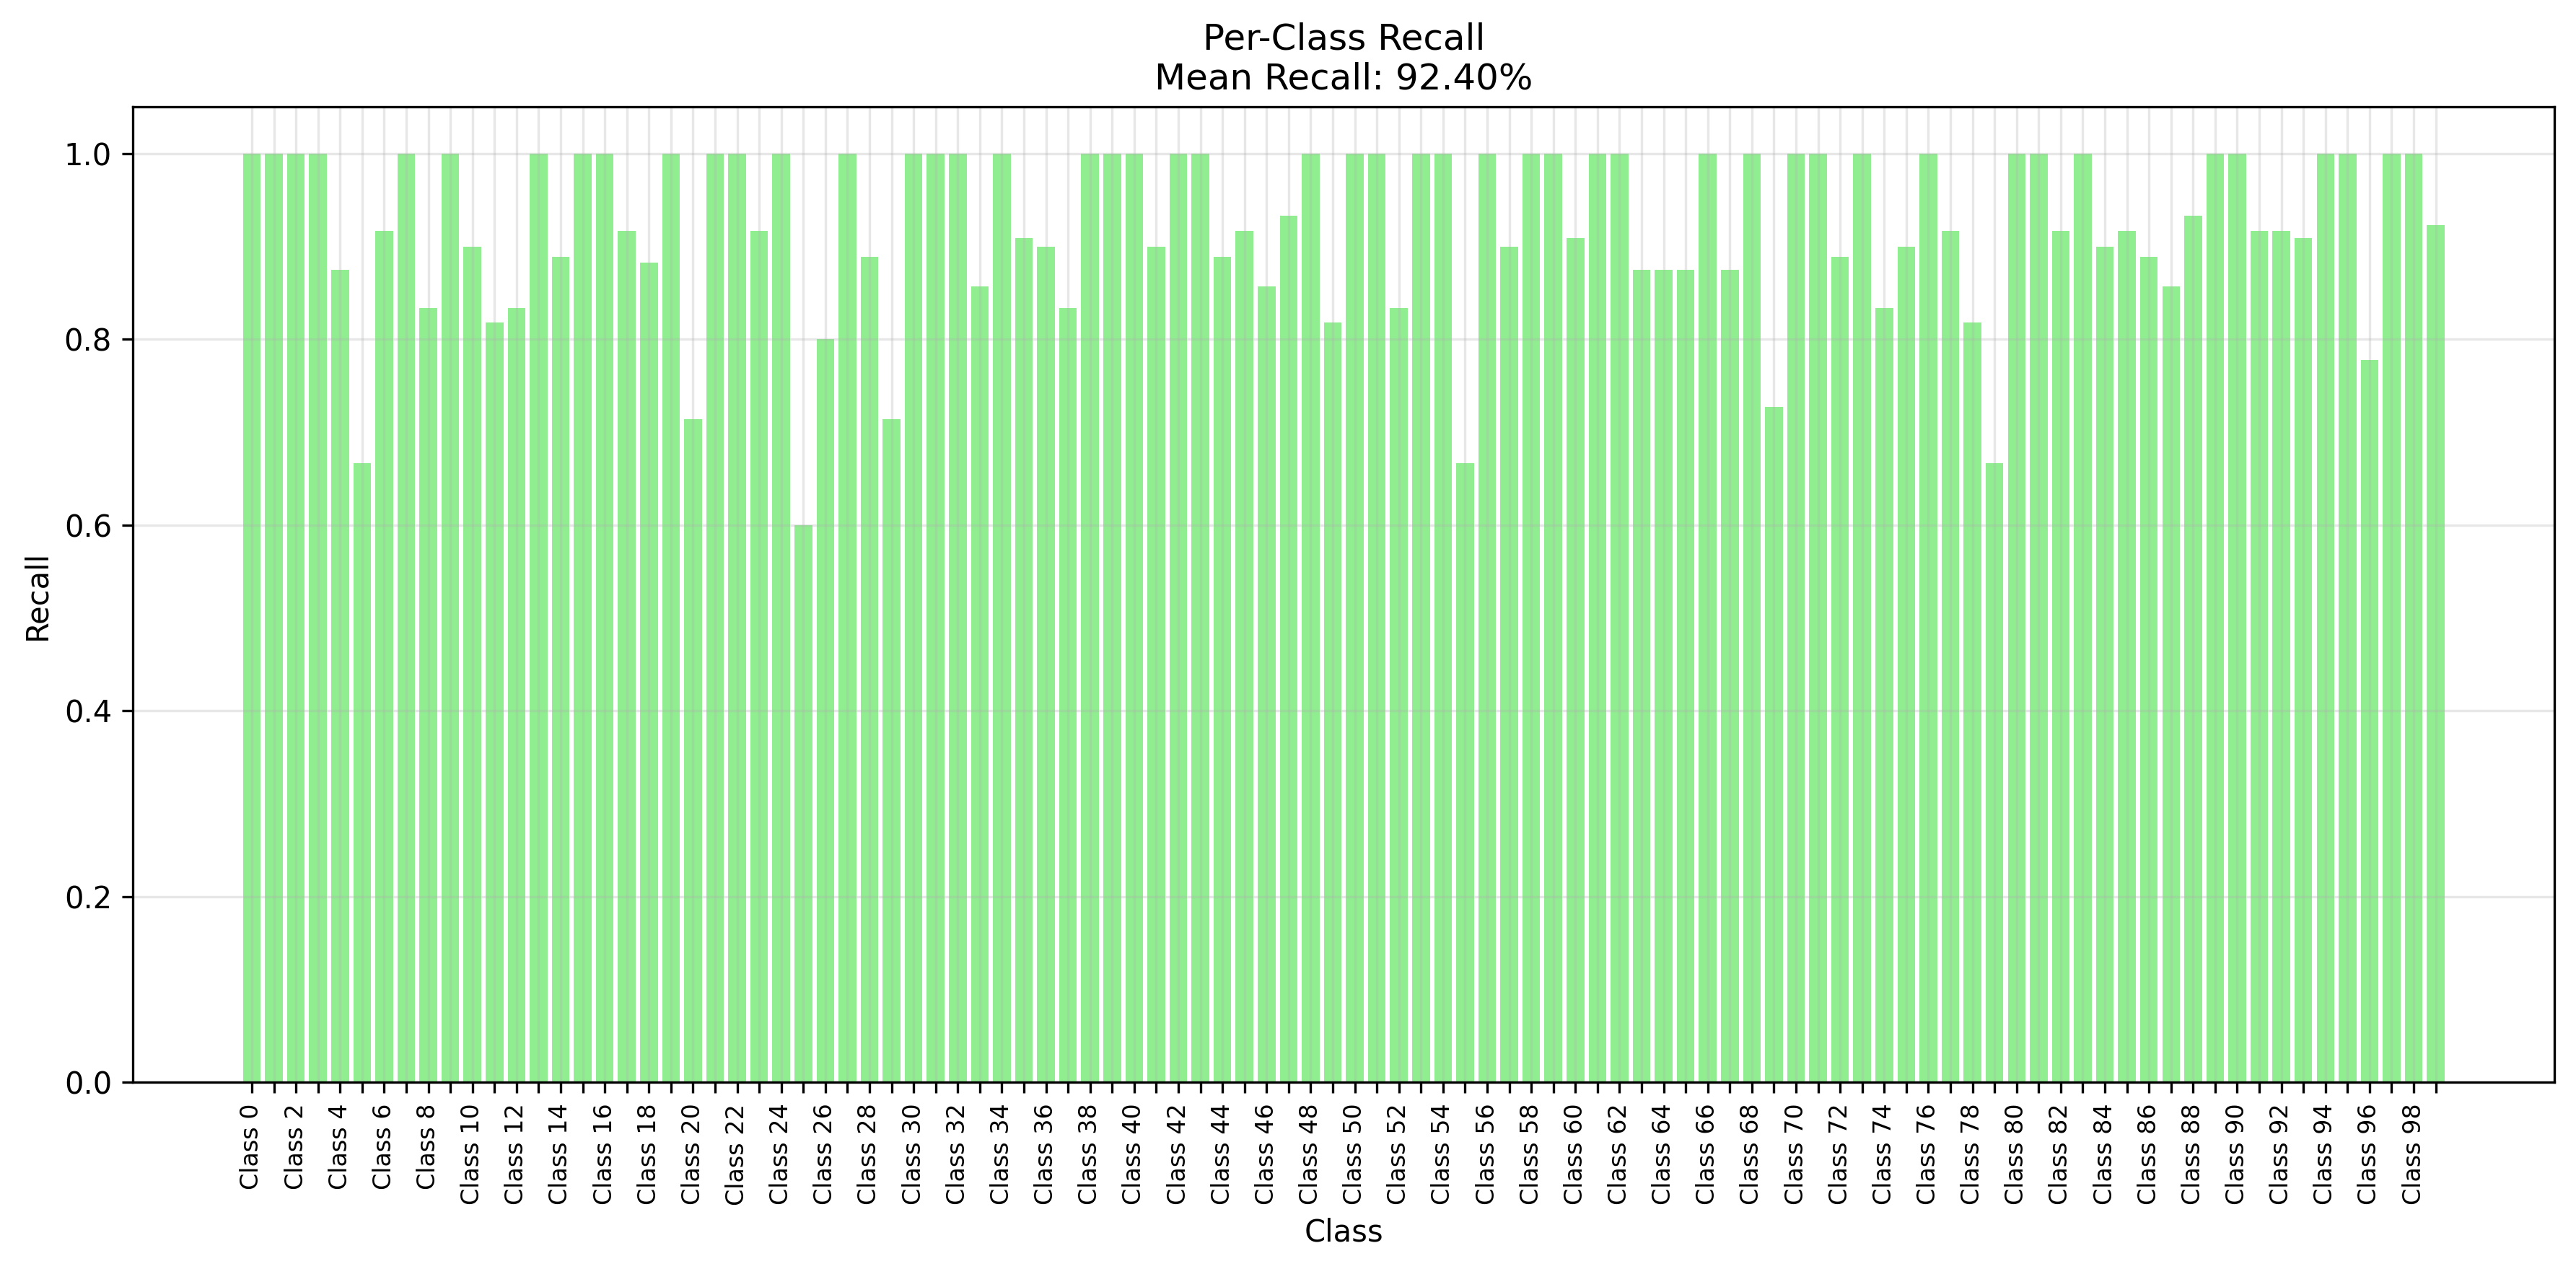 Per-Class Recall
Mean Recall: 92.40%
Recall
1.0
0.8
0.6
0.4
0.2
0.0
Class 0
Class 2
Class 4
Class 6
Class 8
Class 10
Class 12
Class 14
Class 16
Class 18
Class 20
Class 22
Class 24
Class 26
Class 28
Class 30
Class 32
Class 34
Class 36
Class 38
Class 40
Class 42
Class 44
Class 46
Class 48
Class 50
Class 52
Class 54
Class 56
Class 58
Class 60
Class 62
Class 64
Class 66
Class 68
Class 70
Class 72
Class 74
Class 76
Class 78
Class 80
Class 82
Class 84
Class 86
Class 88
Class 90
Class 92
Class 94
Class 96
Class 98
Class